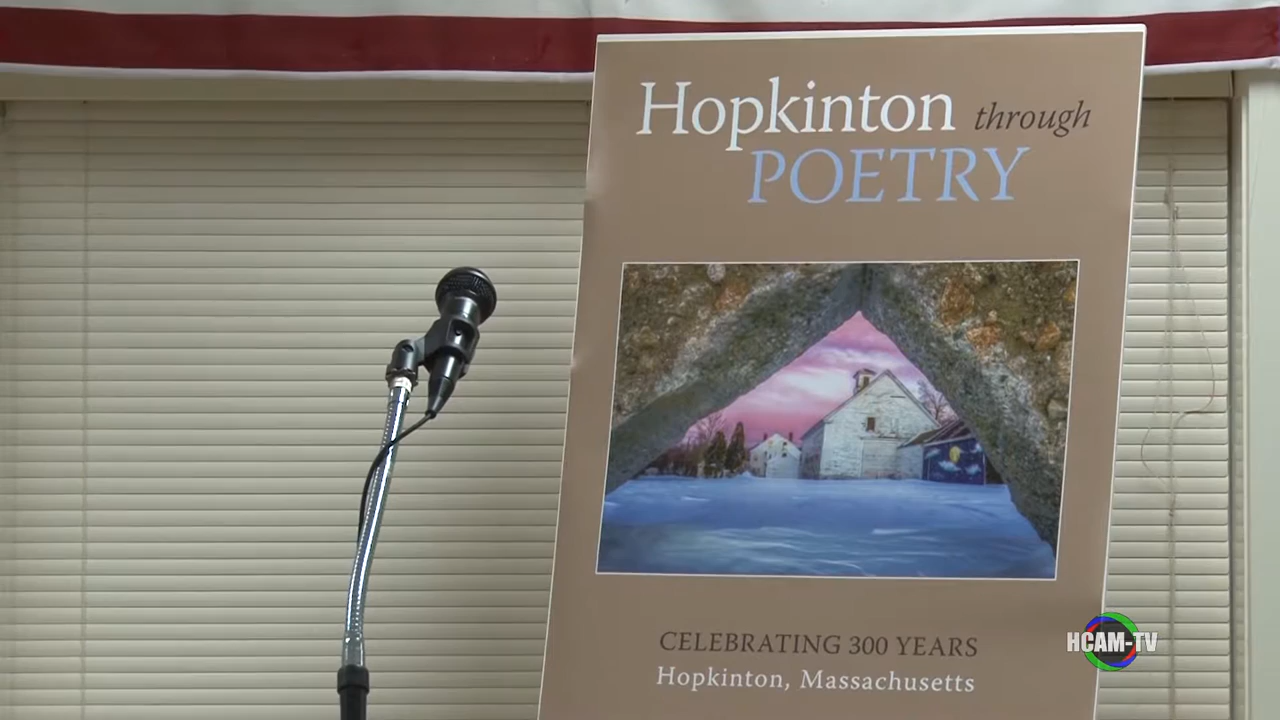 Hopkinton through
POETRY
CELEBRATING 300 YEARS
Hopkinton, Massachusetts
HCAM-TV